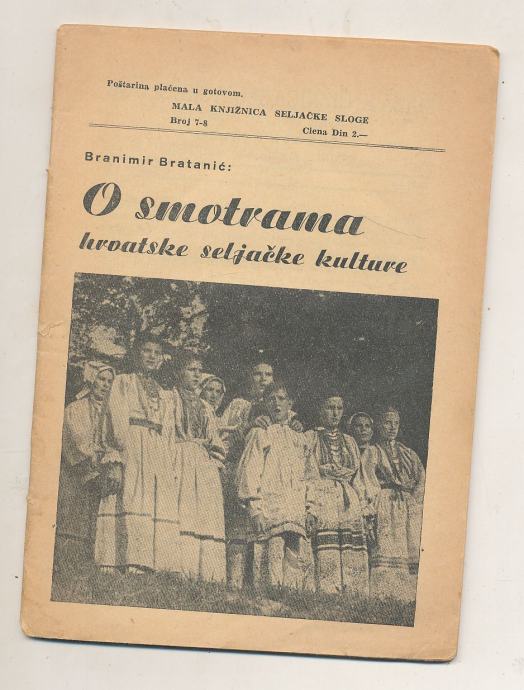 Poštarina plaćena u gotovom.
MALA KNJIŽNICA SELJAČKE SLOGE
Broj 7-8 Ciena Din 2.—
Branimir Bratanić:
O smotrama
hrvatske seljačke kulture